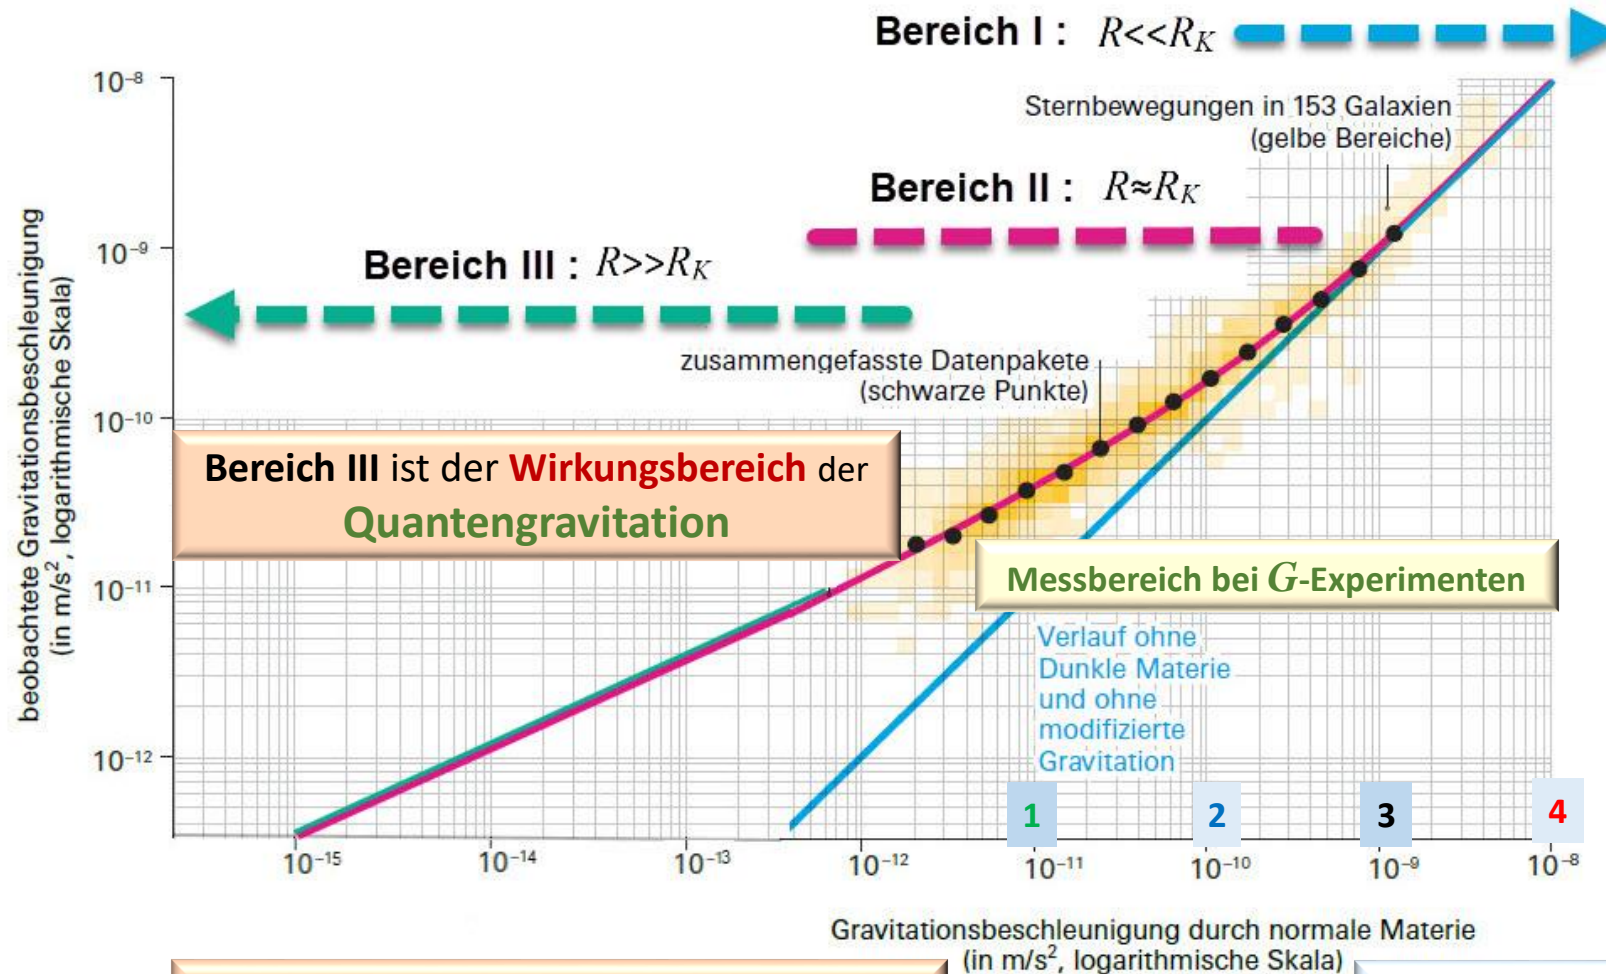 Bereich I : R<<R_K
10⁻⁸
Sternbewegungen in 153 Galaxien
(gelbe Bereiche)
Bereich II : R≈R_K
10⁻⁹
Bereich III : R>>R_K
beobachtete Gravitationsbeschleunigung
(in m/s², logarithmische Skala)
zusammengefasste Datenpakete
(schwarze Punkte)
10⁻¹⁰
Bereich III ist der Wirkungsbereich der
Quantengravitation
10⁻¹¹
Messbereich bei G-Experimenten
Verlauf ohne
Dunkle Materie
und ohne
modifizierte
Gravitation
10⁻¹²
1 2 3 4
10⁻¹⁵ 10⁻¹⁴ 10⁻¹³ 10⁻¹² 10⁻¹¹ 10⁻¹⁰ 10⁻⁹ 10⁻⁸
Gravitationsbeschleunigung durch normale Materie
(in m/s², logarithmische Skala)